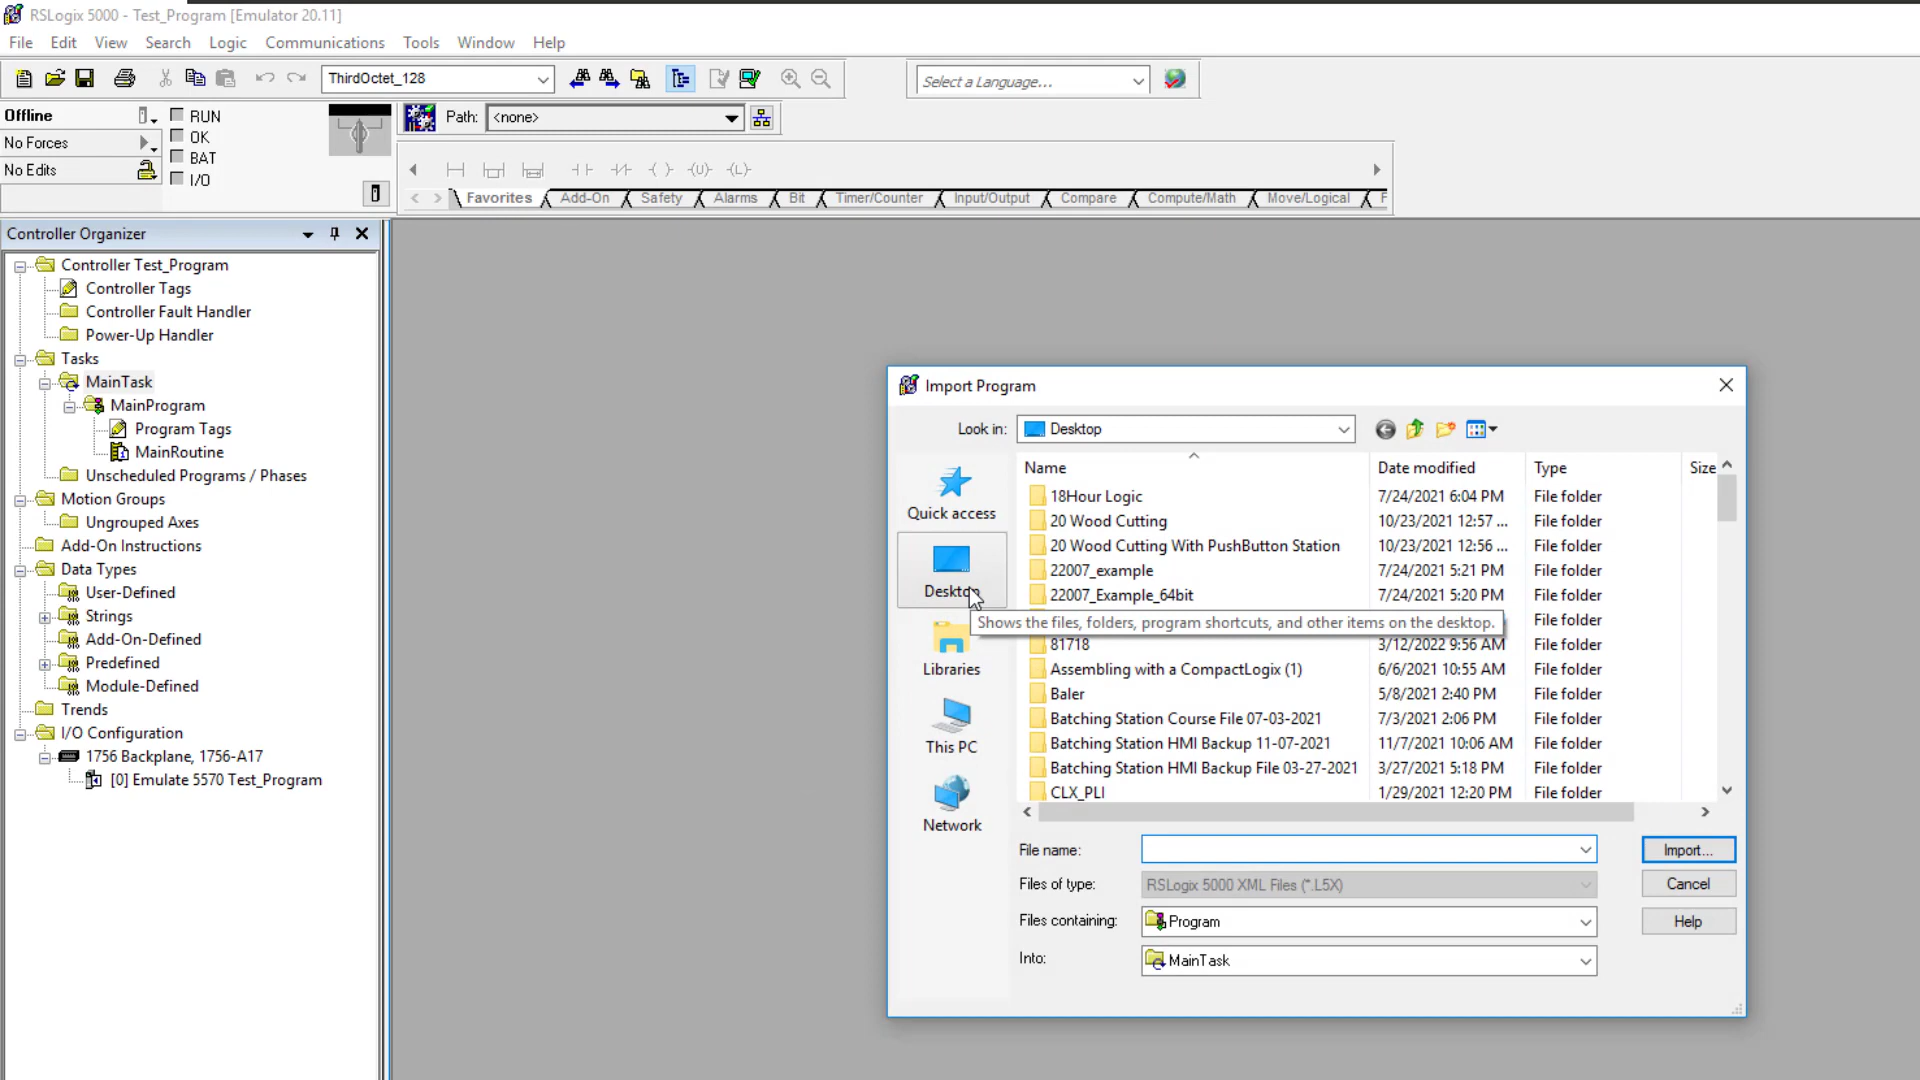 RSLogix 5000 - Test_Program [Emulator 20.11]
File Edit View Search Logic Communications Tools Window Help
ThirdOctet_128
Select a Language...
Offline
RUN
No Forces
OK
BAT
No Edits
I/O
Path: <none>
Favorites Add-On Safety Alarms Bit Timer/Counter Input/Output Compare Compute/Math Move/Logical F
Controller Organizer
Controller Test_Program
Controller Tags
Controller Fault Handler
Power-Up Handler
Tasks
MainTask
MainProgram
Program Tags
MainRoutine
Unscheduled Programs / Phases
Motion Groups
Ungrouped Axes
Add-On Instructions
Data Types
User-Defined
Strings
Add-On-Defined
Predefined
Module-Defined
Trends
I/O Configuration
1756 Backplane, 1756-A17
[0] Emulate 5570 Test_Program
Import Program
Look in: Desktop
Quick access
Desktop
Libraries
This PC
Network
Name Date modified Type Size
18Hour Logic 7/24/2021 6:04 PM File folder
20 Wood Cutting 10/23/2021 12:57 ... File folder
20 Wood Cutting With PushButton Station 10/23/2021 12:56 ... File folder
22007_example 7/24/2021 5:21 PM File folder
22007_Example_64bit 7/24/2021 5:20 PM File folder
Shows the files, folders, program shortcuts, and other items on the desktop.
File folder
81718 3/12/2022 9:56 AM File folder
Assembling with a CompactLogix (1) 6/6/2021 10:55 AM File folder
Baler 5/8/2021 2:40 PM File folder
Batching Station Course File 07-03-2021 7/3/2021 2:06 PM File folder
Batching Station HMI Backup 11-07-2021 11/7/2021 10:06 AM File folder
Batching Station HMI Backup File 03-27-2021 3/27/2021 5:18 PM File folder
CLX_PLI 1/29/2021 12:20 PM File folder
File name:
Import...
Files of type: RSLogix 5000 XML Files (*.L5X)
Cancel
Files containing: Program
Help
Into: MainTask